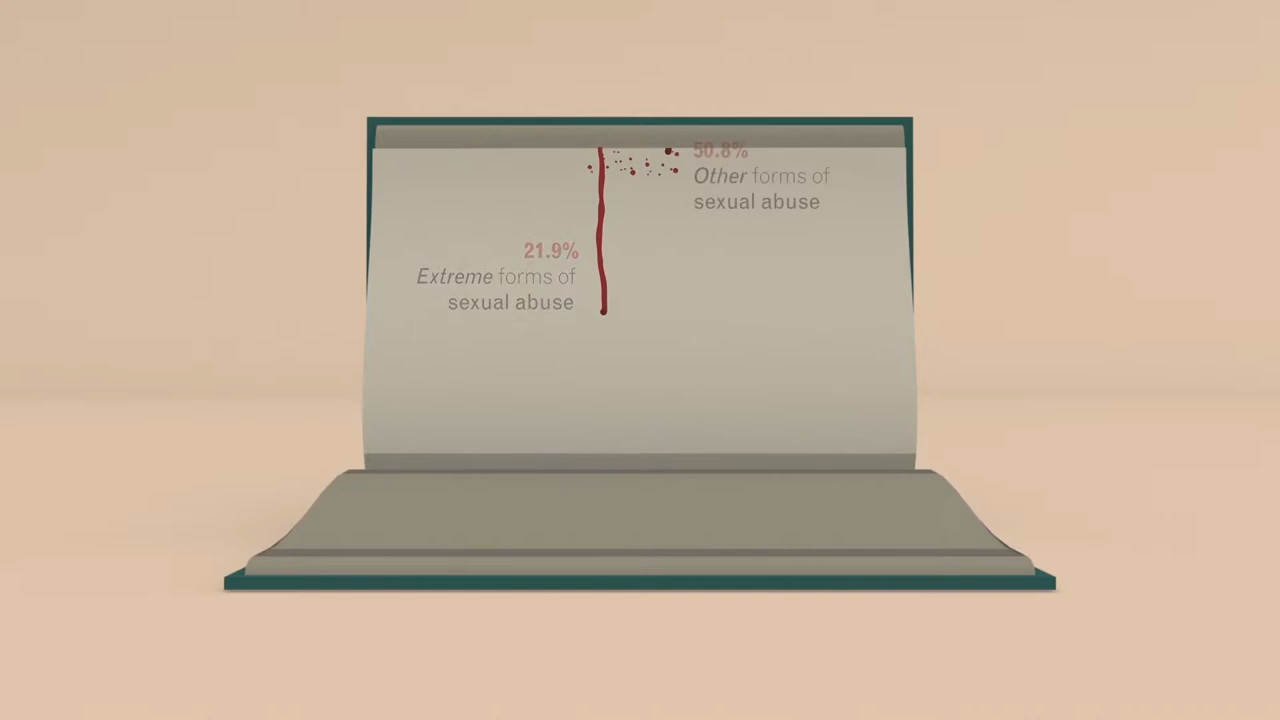 50.8%
Other forms of
sexual abuse
21.9%
Extreme forms of
sexual abuse